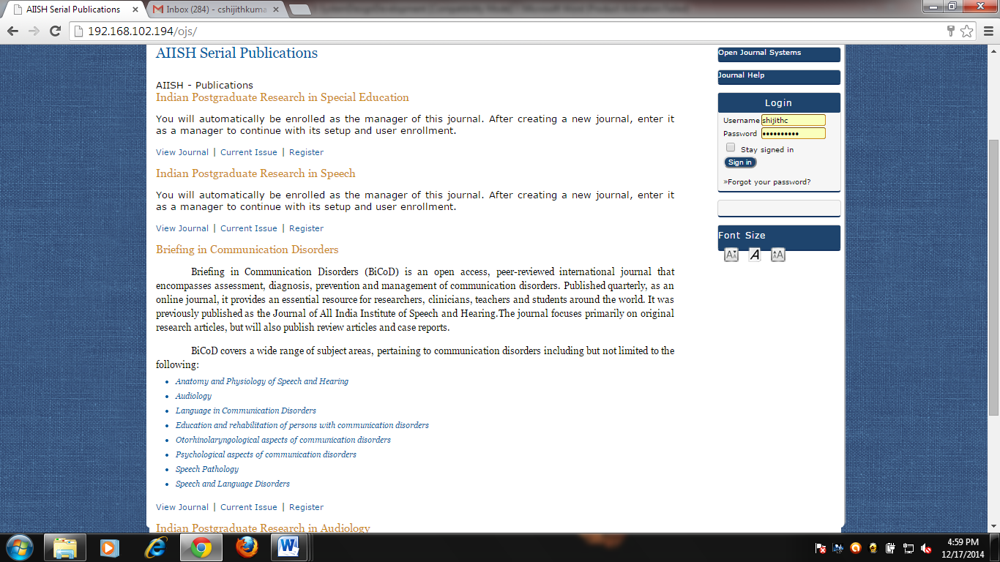 AIISH Serial Publications
Inbox (284) - cshijithkuma
192.168.102.194/ojs/
AIISH Serial Publications
AIISH - Publications
Indian Postgraduate Research in Special Education
You will automatically be enrolled as the manager of this journal. After creating a new journal, enter it
as a manager to continue with its setup and user enrollment.
View Journal | Current Issue | Register
Indian Postgraduate Research in Speech
You will automatically be enrolled as the manager of this journal. After creating a new journal, enter it
as a manager to continue with its setup and user enrollment.
View Journal | Current Issue | Register
Briefing in Communication Disorders
Briefing in Communication Disorders (BiCoD) is an open access, peer-reviewed international journal that
encompasses assessment, diagnosis, prevention and management of communication disorders. Published quarterly, as an
online journal, it provides an essential resource for researchers, clinicians, teachers and students around the world. It was
previously published as the Journal of All India Institute of Speech and Hearing.The journal focuses primarily on original
research articles, but will also publish review articles and case reports.
BiCoD covers a wide range of subject areas, pertaining to communication disorders including but not limited to the
following:
• Anatomy and Physiology of Speech and Hearing
• Audiology
• Language in Communication Disorders
• Education and rehabilitation of persons with communication disorders
• Otorhinolaryngological aspects of communication disorders
• Psychological aspects of communication disorders
• Speech Pathology
• Speech and Language Disorders
View Journal | Current Issue | Register
Indian Postgraduate Research in Audiology
Open Journal Systems
Journal Help
Login
Username shijithc
Password ••••••••••
Stay signed in
Sign in
»Forgot your password?
Font Size
4:59 PM
12/17/2014